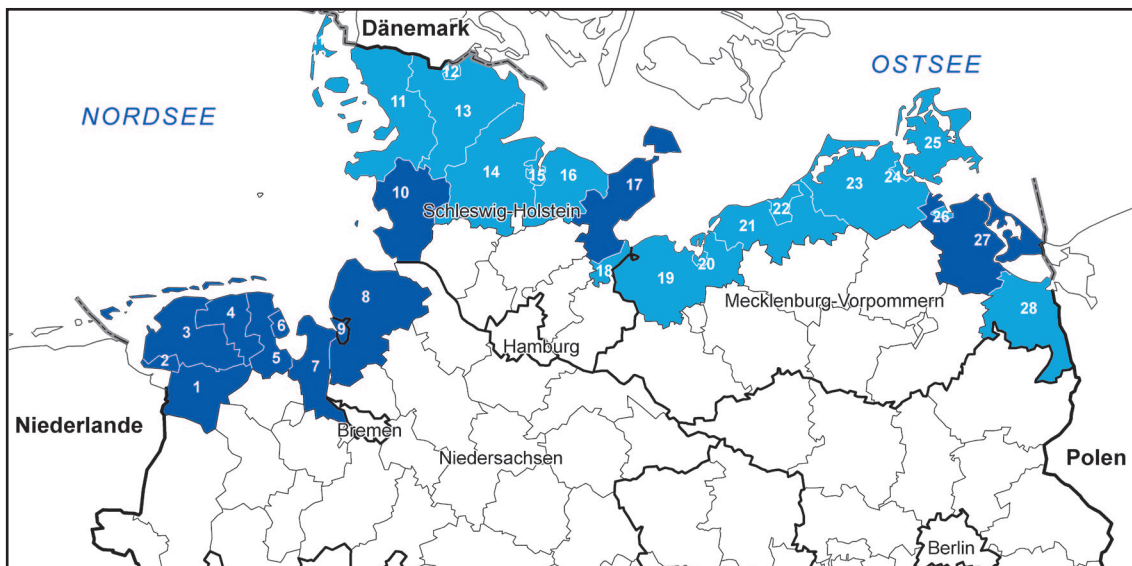 Dänemark
OSTSEE
NORDSEE
12
11
13
25
14
15
16
17
23
24
10
22
26
Schleswig-Holstein
21
27
18
19
20
8
Mecklenburg-Vorpommern
28
4
3
6
9
Hamburg
2
5
7
1
Niederlande
Bremen
Niedersachsen
Polen
Berlin